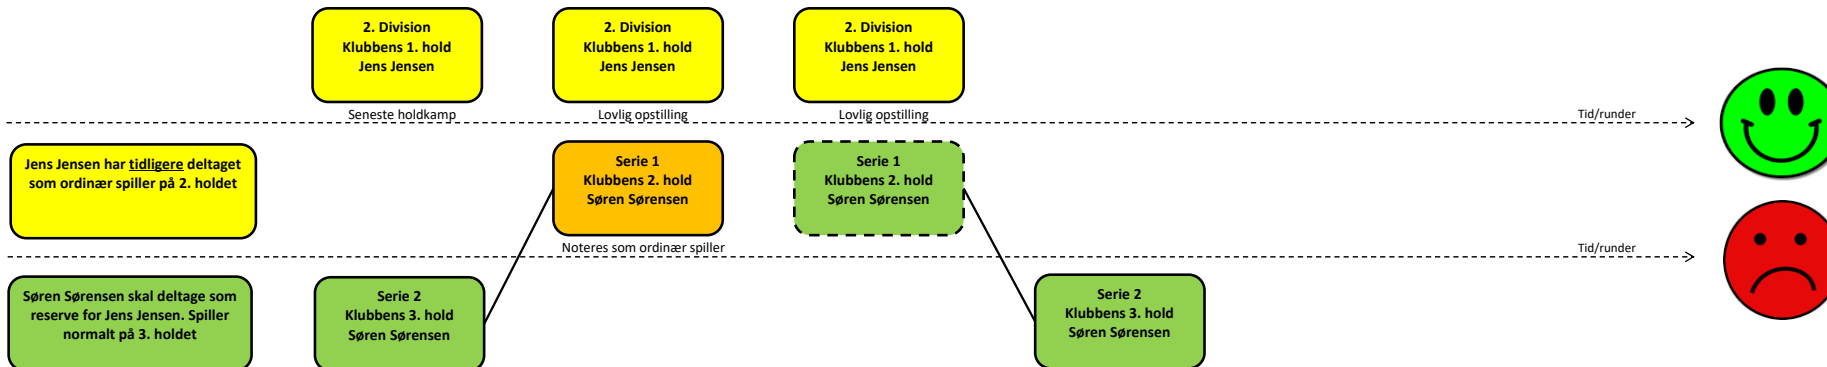 2. Division
Klubbens 1. hold
Jens Jensen
2. Division
Klubbens 1. hold
Jens Jensen
2. Division
Klubbens 1. hold
Jens Jensen
Seneste holdkamp
Lovlig opstilling
Lovlig opstilling
Tid/runder
Jens Jensen har tidligere deltaget
som ordinær spiller på 2. holdet
Serie 1
Klubbens 2. hold
Søren Sørensen
Serie 1
Klubbens 2. hold
Søren Sørensen
Noteres som ordinær spiller
Tid/runder
Søren Sørensen skal deltage som
reserve for Jens Jensen. Spiller
normalt på 3. holdet
Serie 2
Klubbens 3. hold
Søren Sørensen
Serie 2
Klubbens 3. hold
Søren Sørensen